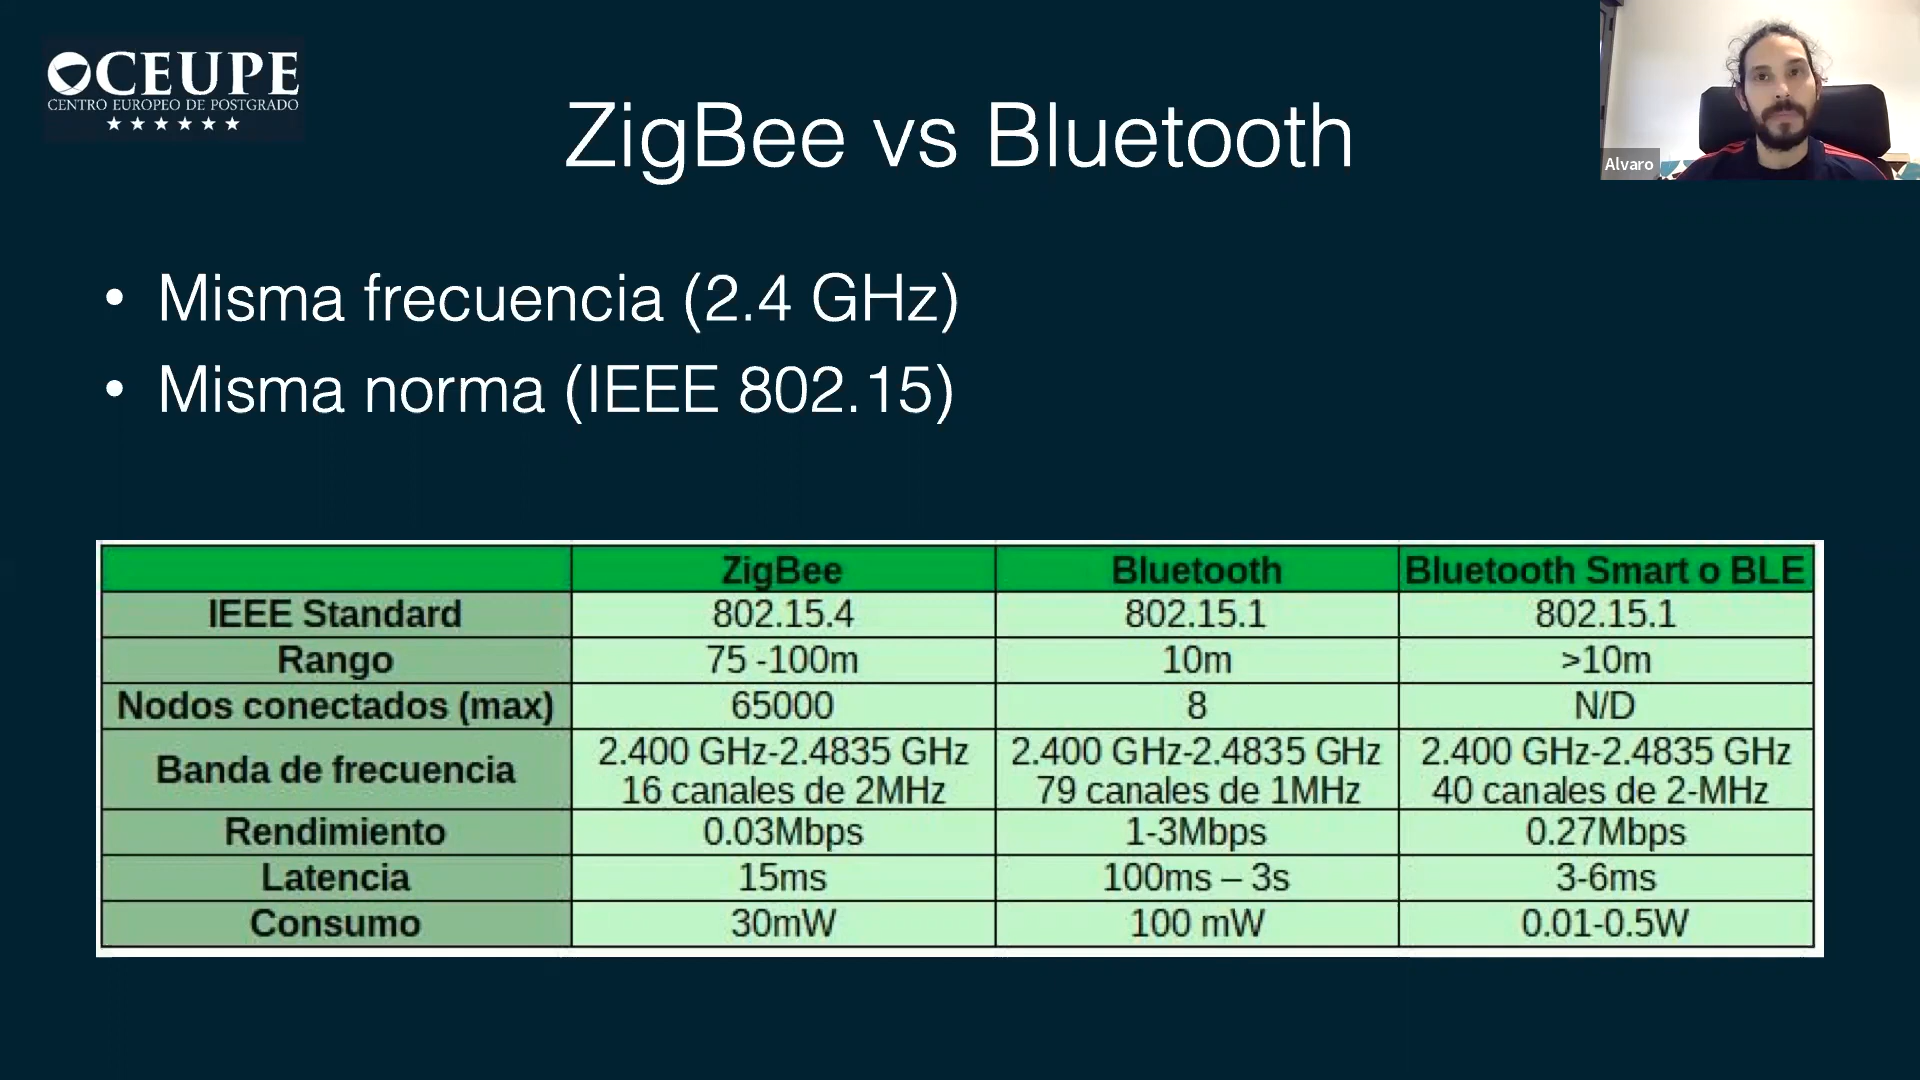 CEUPE
CENTRO EUROPEO DE POSTGRADO
Alvaro
ZigBee vs Bluetooth
• Misma frecuencia (2.4 GHz)
• Misma norma (IEEE 802.15)
ZigBee Bluetooth Bluetooth Smart o BLE
IEEE Standard 802.15.4 802.15.1 802.15.1
Rango 75 -100m 10m >10m
Nodos conectados (max) 65000 8 N/D
Banda de frecuencia 2.400 GHz-2.4835 GHz 2.400 GHz-2.4835 GHz 2.400 GHz-2.4835 GHz
16 canales de 2MHz 79 canales de 1MHz 40 canales de 2-MHz
Rendimiento 0.03Mbps 1-3Mbps 0.27Mbps
Latencia 15ms 100ms – 3s 3-6ms
Consumo 30mW 100 mW 0.01-0.5W